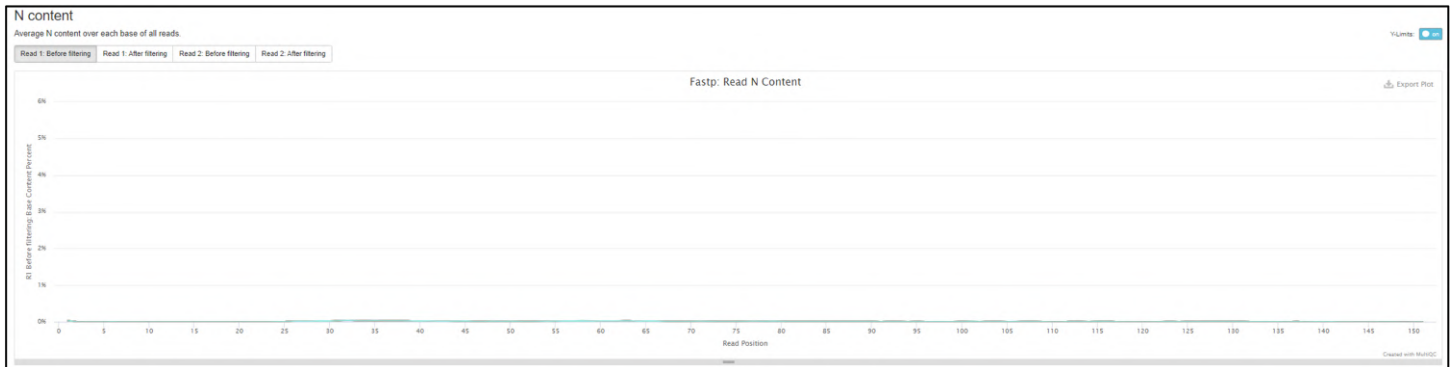 N content
Average N content over each base of all reads.
Y-Limits: on
Read 1: Before filtering Read 1: After filtering Read 2: Before filtering Read 2: After filtering
Fastp: Read N Content
Export Plot
6%
5%
4%
3%
2%
1%
0%
R1 Before filtering: Base Content Percent
0 5 10 15 20 25 30 35 40 45 50 55 60 65 70 75 80 85 90 95 100 105 110 115 120 125 130 135 140 145 150
Read Position
Created with MultiQC